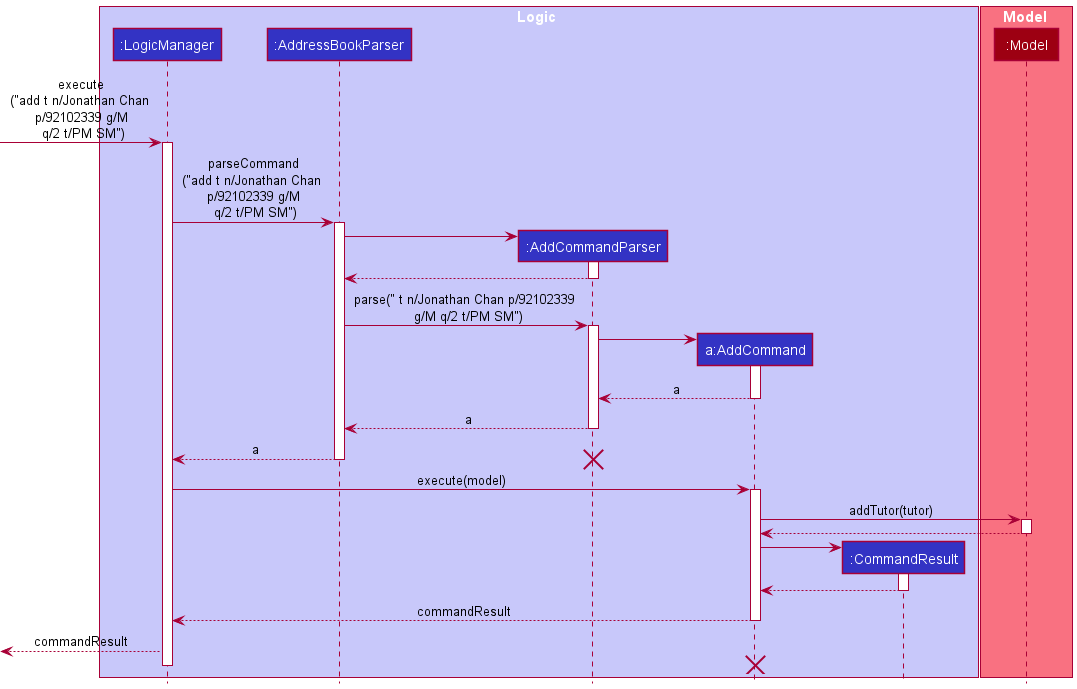 Logic
Model
:LogicManager
:AddressBookParser
:Model
execute
("add t n/Jonathan Chan
p/92102339 g/M
q/2 t/PM SM")
parseCommand
("add t n/Jonathan Chan
p/92102339 g/M
q/2 t/PM SM")
:AddCommandParser
parse(" t n/Jonathan Chan p/92102339
g/M q/2 t/PM SM")
a:AddCommand
a
a
a
execute(model)
addTutor(tutor)
:CommandResult
commandResult
commandResult